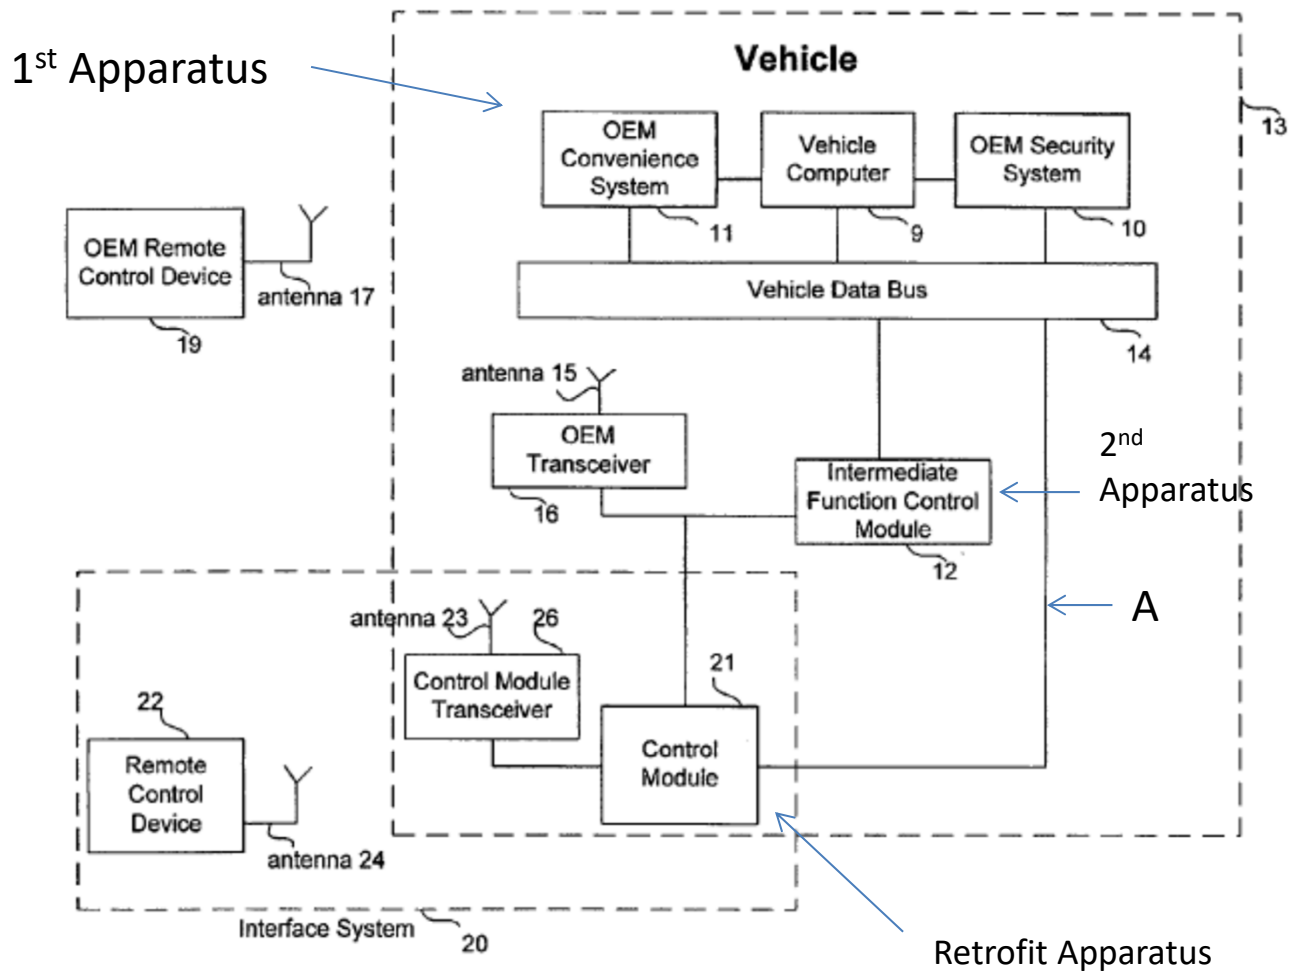 Vehicle
1st Apparatus
13
OEM
Convenience
System
11
Vehicle
Computer
9
OEM Security
System
10
OEM Remote
Control Device
19
antenna 17
Vehicle Data Bus
14
antenna 15
OEM
Transceiver
16
2nd
Apparatus
Intermediate
Function Control
Module
12
A
antenna 23
26
Control Module
Transceiver
21
Control
Module
22
Remote
Control
Device
antenna 24
Interface System
20
Retrofit Apparatus